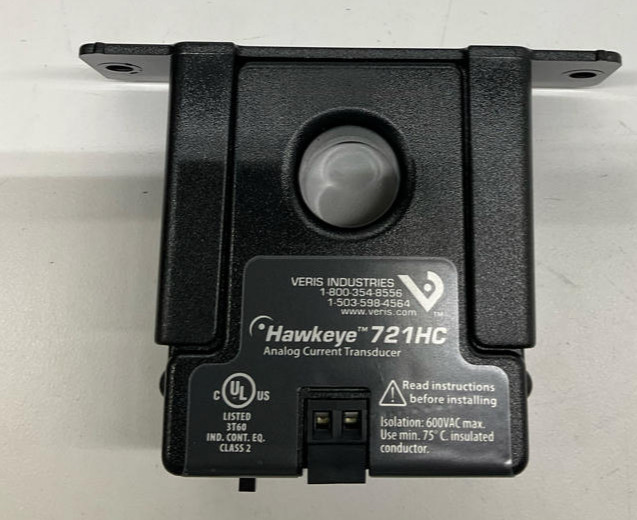 VERIS INDUSTRIES
1-800-354-8556
1-503-598-4564
www.veris.com
TM
Hawkeye™ 721HC
Analog Current Transducer
C UL US
LISTED
3T60
IND. CONT. EQ.
CLASS 2
Read instructions
before installing
Isolation: 600VAC max.
Use min. 75° C. insulated
conductor.